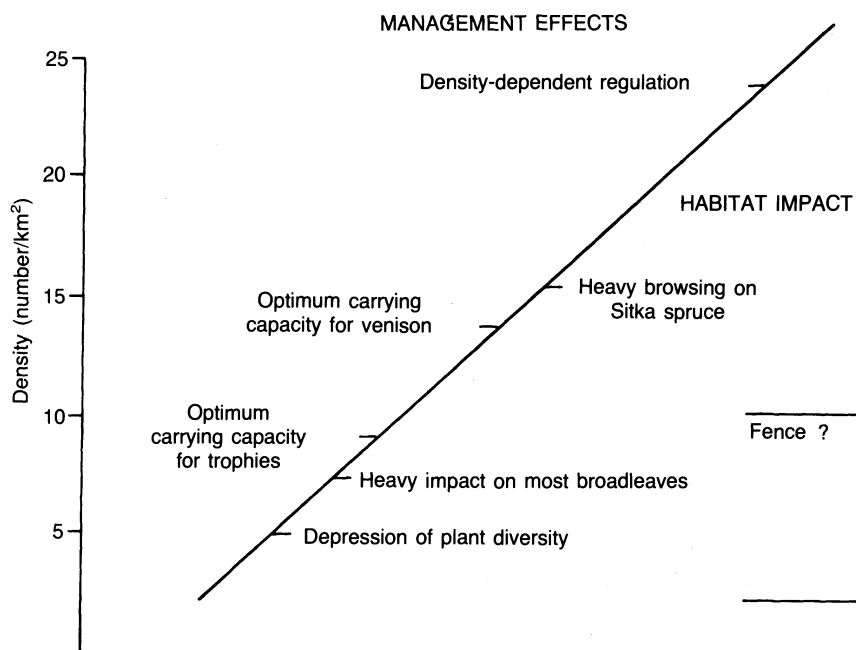 MANAGEMENT EFFECTS
25
Density-dependent regulation
20
HABITAT IMPACT
Density (number/km²)
15
Heavy browsing on
Sitka spruce
Optimum carrying
capacity for venison
10
Optimum
carrying capacity
for trophies
Fence ?
Heavy impact on most broadleaves
5
Depression of plant diversity